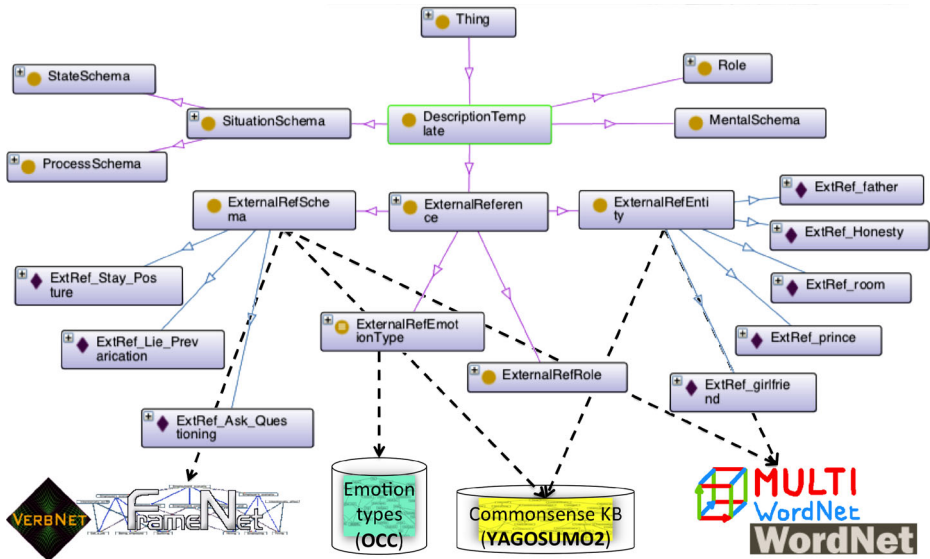 Thing
StateSchema
Role
SituationSchema
DescriptionTemp
late
MentalSchema
ProcessSchema
ExternalRefSche
ma
ExternalReferen
ce
ExternalRefEnti
ty
ExtRef_father
ExtRef_Honesty
ExtRef_Stay_Pos
ture
ExtRef_room
ExternalRefEmot
ionType
ExtRef_Lie_Prev
arication
ExtRef_prince
ExternalRefRole
ExtRef_girlfrie
nd
ExtRef_Ask_Ques
tioning
VERBNET
FrameNet
Emotion
types
(OCC)
Commonsense KB
(YAGOSUMO2)
MULTI
WordNet
WordNet